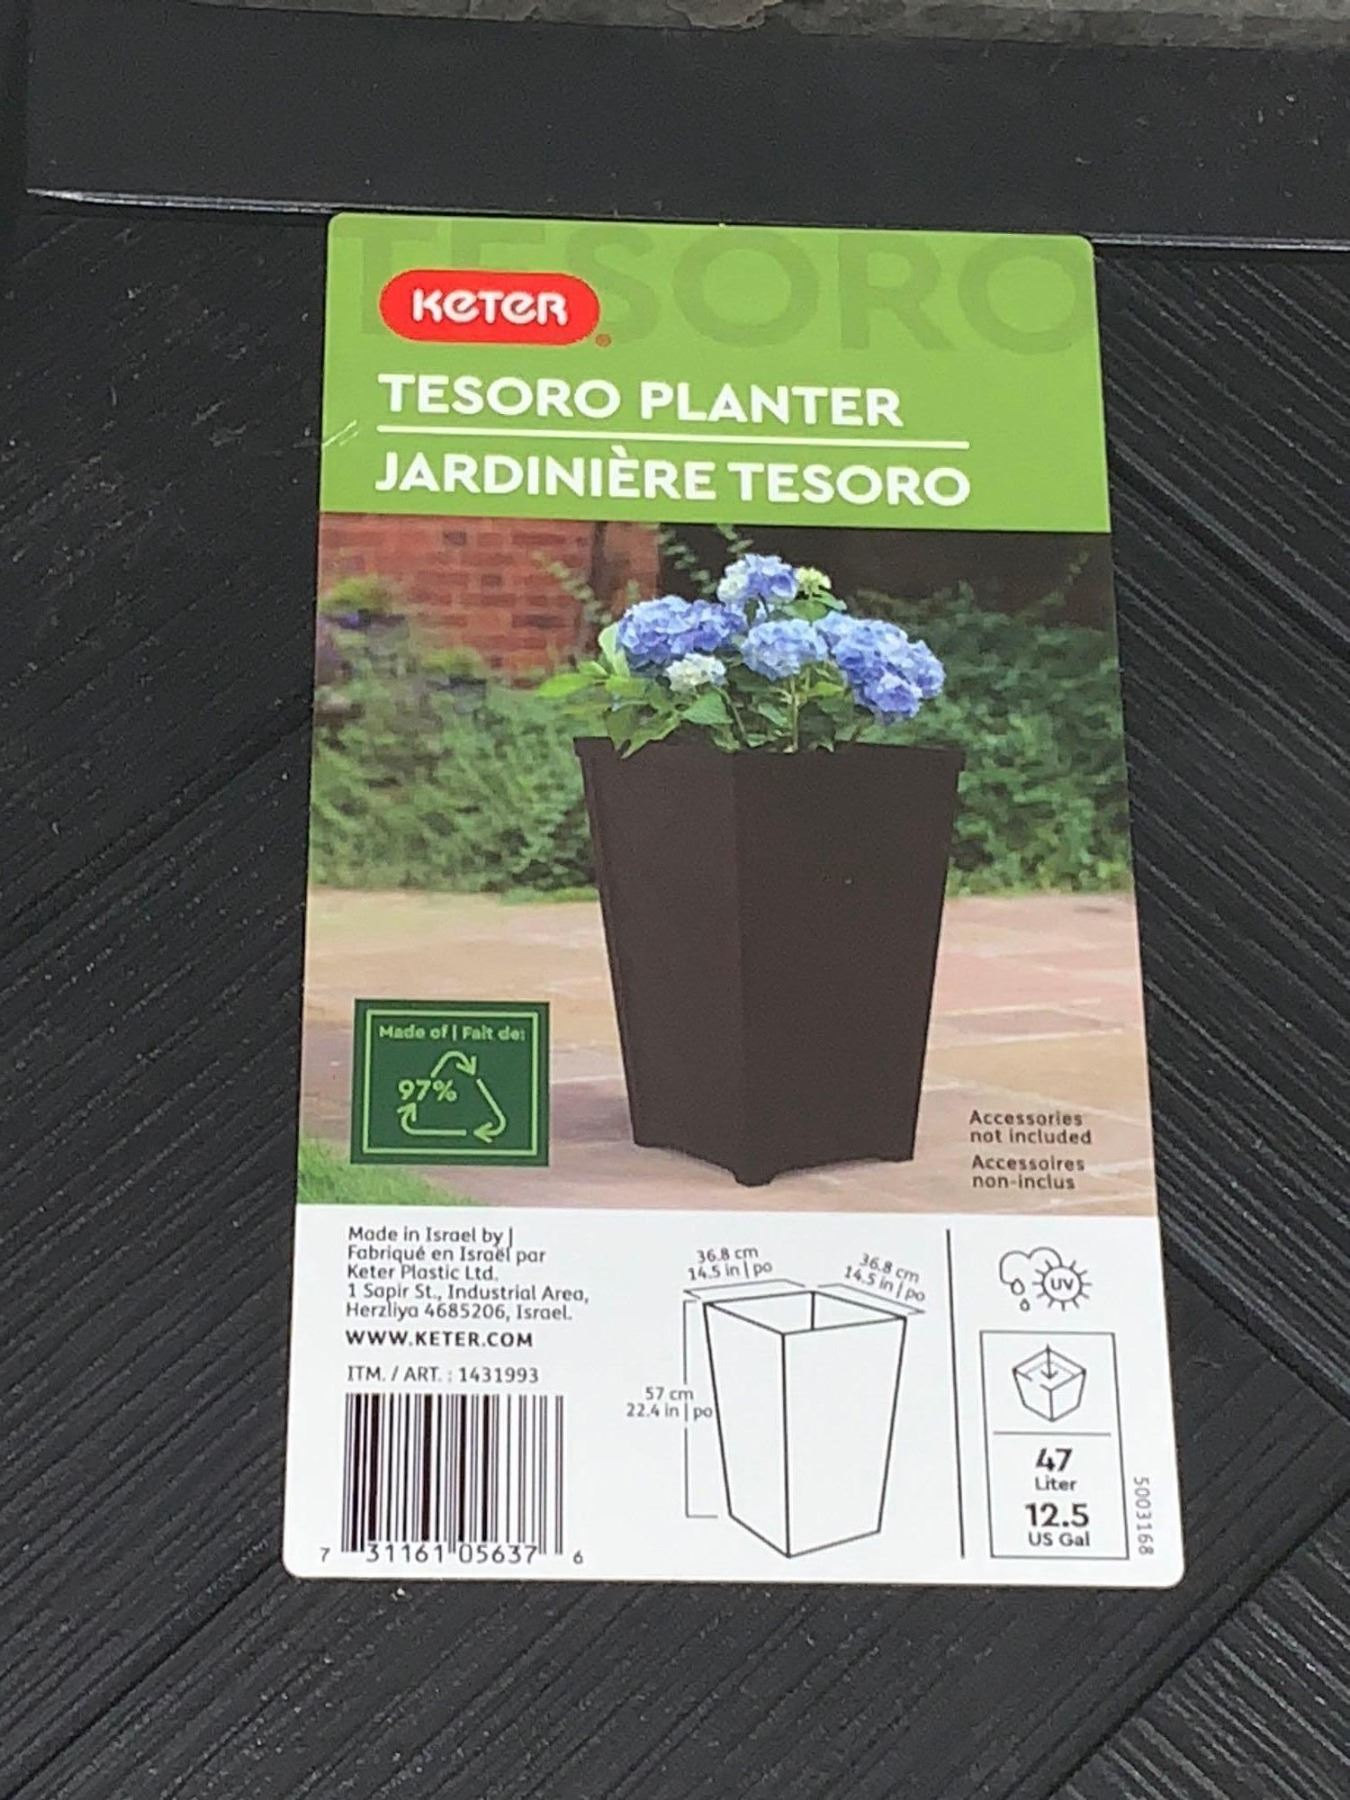 TESORO
KETER®
TESORO PLANTER
JARDINIÈRE TESORO
Made of | Fait de:
97%
Accessories
not included
Accessoires
non-inclus
Made in Israel by |
Fabriqué en Israël par
Keter Plastic Ltd.
1 Sapir St., Industrial Area,
Herzliya 4685206, Israel.
WWW.KETER.COM
ITM. / ART. : 1431993
7 31161 05637 6
36.8 cm
14.5 in | po
36.8 cm
14.5 in | po
57 cm
22.4 in | po
UV
47
Liter
12.5
US Gal
5003168